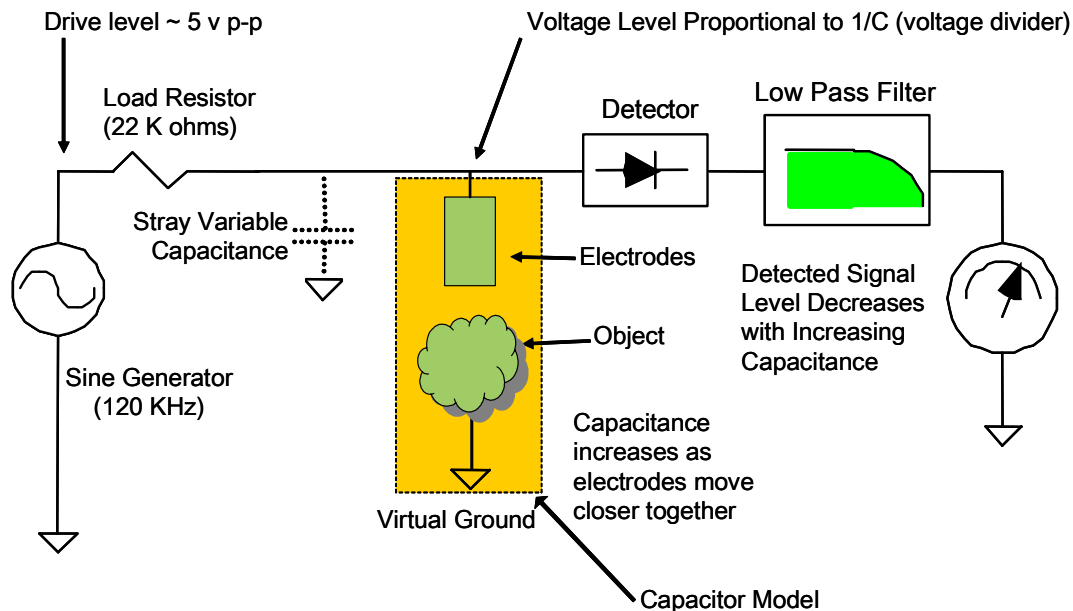 Drive level ~ 5 v p-p
Voltage Level Proportional to 1/C (voltage divider)
Load Resistor
(22 K ohms)
Detector
Low Pass Filter
Stray Variable
Capacitance
Electrodes
Detected Signal
Level Decreases
with Increasing
Capacitance
Object
Sine Generator
(120 KHz)
Capacitance
increases as
electrodes move
closer together
Virtual Ground
Capacitor Model